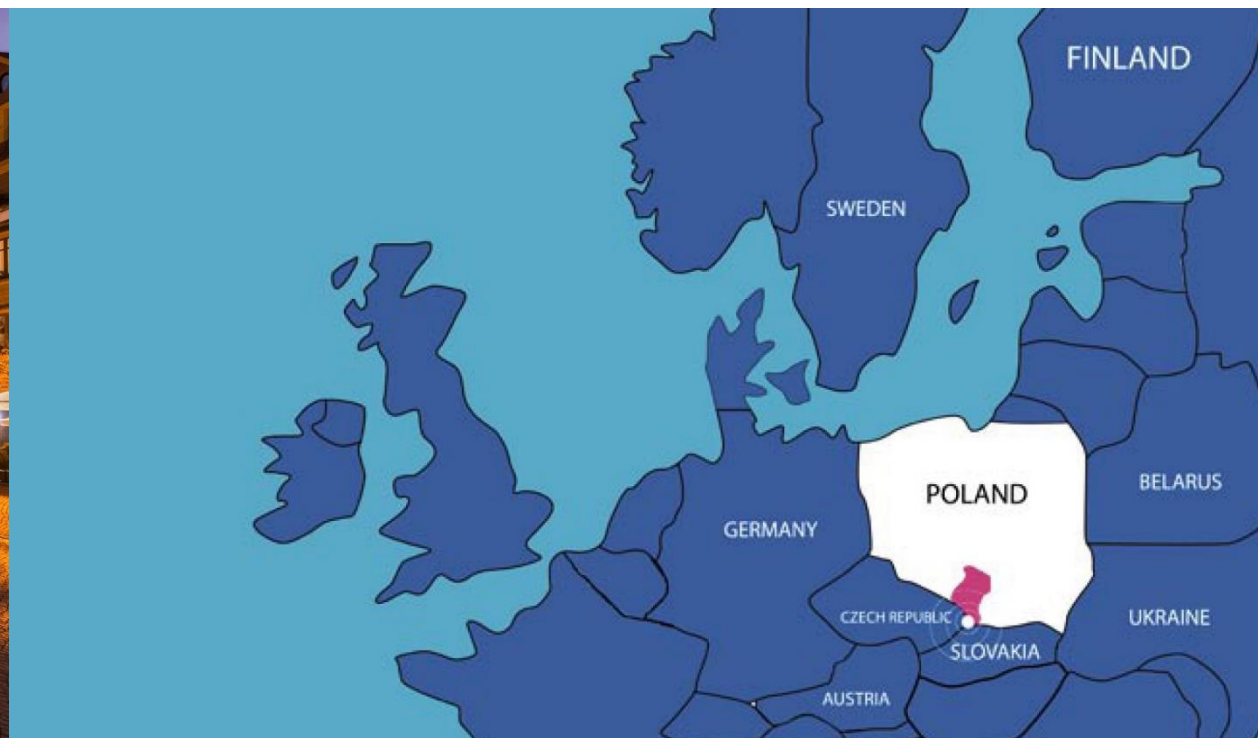 FINLAND
SWEDEN
BELARUS
POLAND
GERMANY
CZECH REPUBLIC
UKRAINE
SLOVAKIA
AUSTRIA